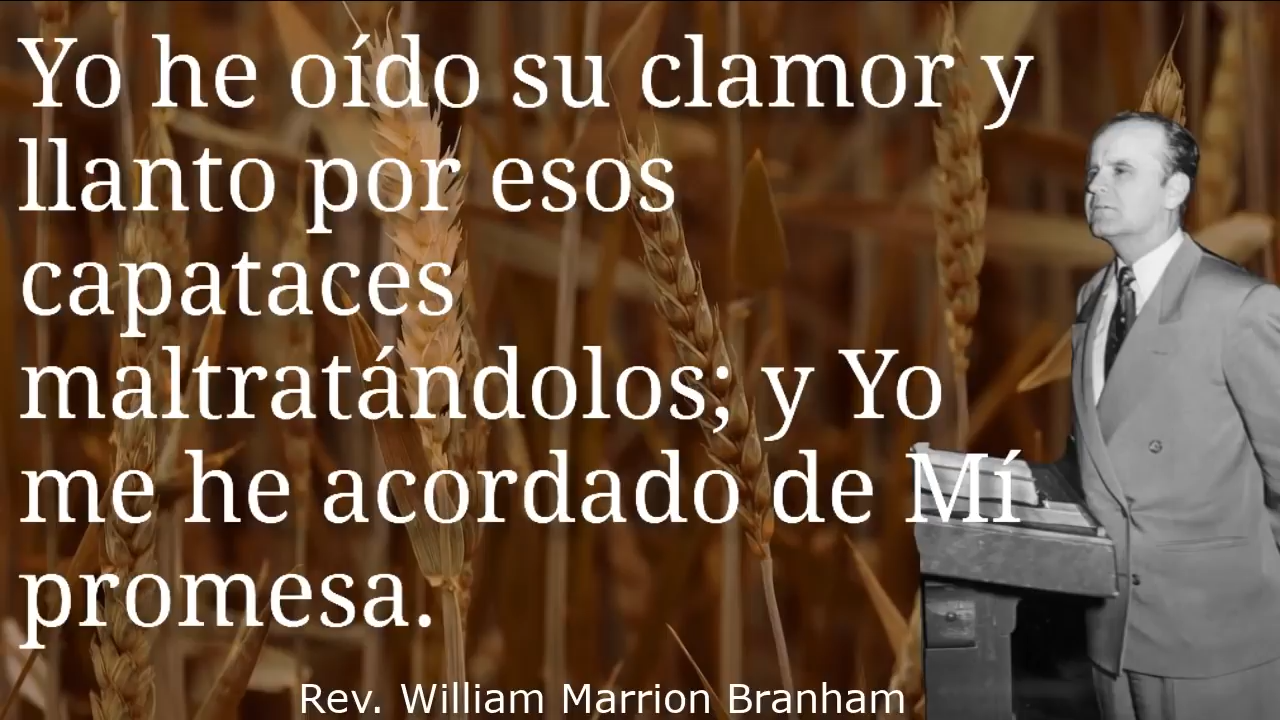 Yo he oído su clamor y
llanto por esos
capataces
maltratándolos; y Yo
me he acordado de Mí
promesa.
Rev. William Marrion Branham